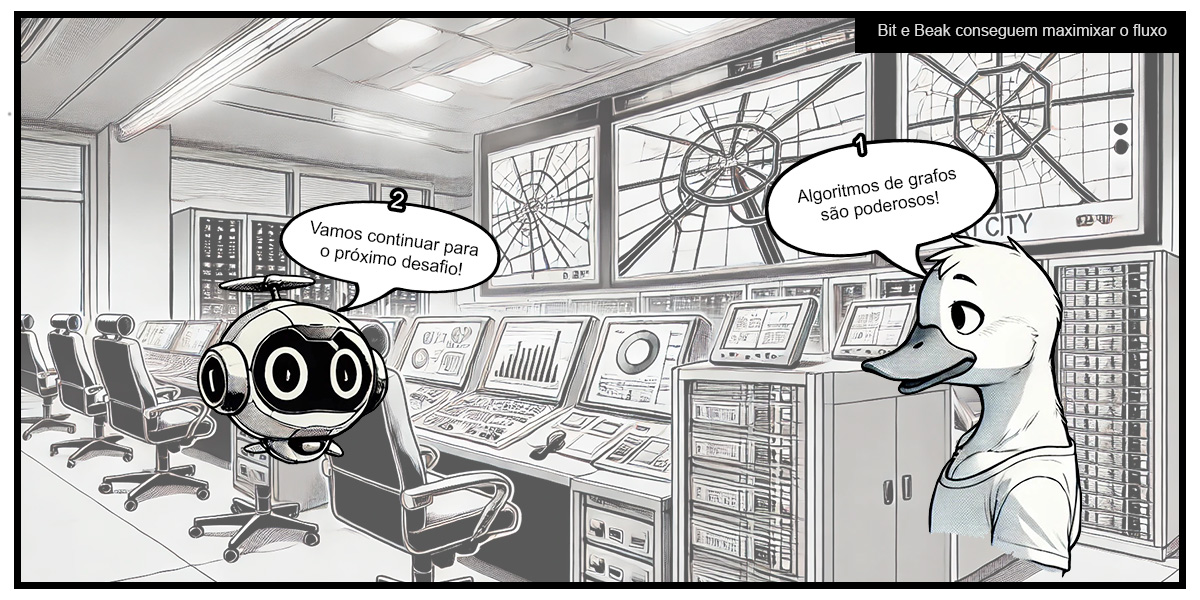 Bit e Beak conseguem maximixar o fluxo
1
Algoritmos de grafos
são poderosos!
2
Vamos continuar para
o próximo desafio!
CITY